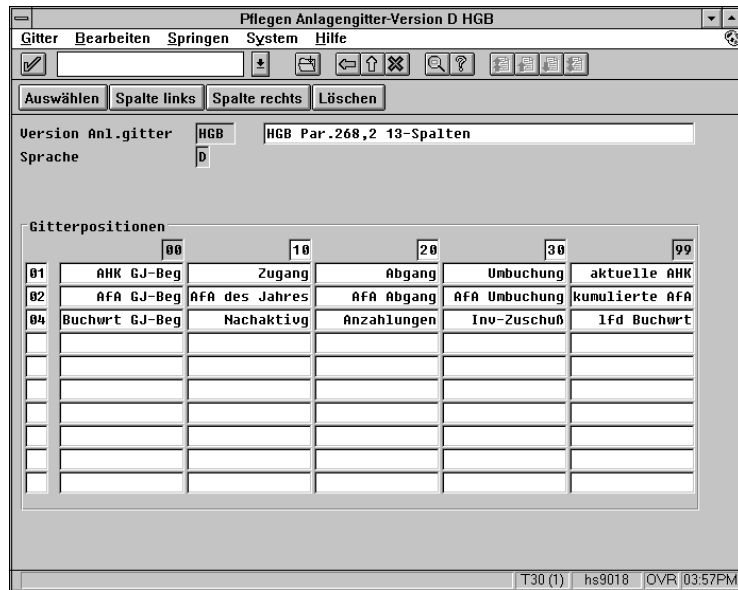 Pflegen Anlagengitter-Version D HGB
Gitter Bearbeiten Springen System Hilfe
Auswählen Spalte links Spalte rechts Löschen
Version Anl.gitter HGB HGB Par.268,2 13-Spalten
Sprache D
Gitterpositionen
00 10 20 30 99
01 AHK GJ-Beg Zugang Abgang Umbuchung aktuelle AHK
02 AfA GJ-Beg AfA des Jahres AfA Abgang AfA Umbuchung kumulierte AfA
04 Buchwrt GJ-Beg Nachaktivg Anzahlungen Inv-Zuschuß lfd Buchwrt
T30 (1) hs9018 OVR 03:57PM